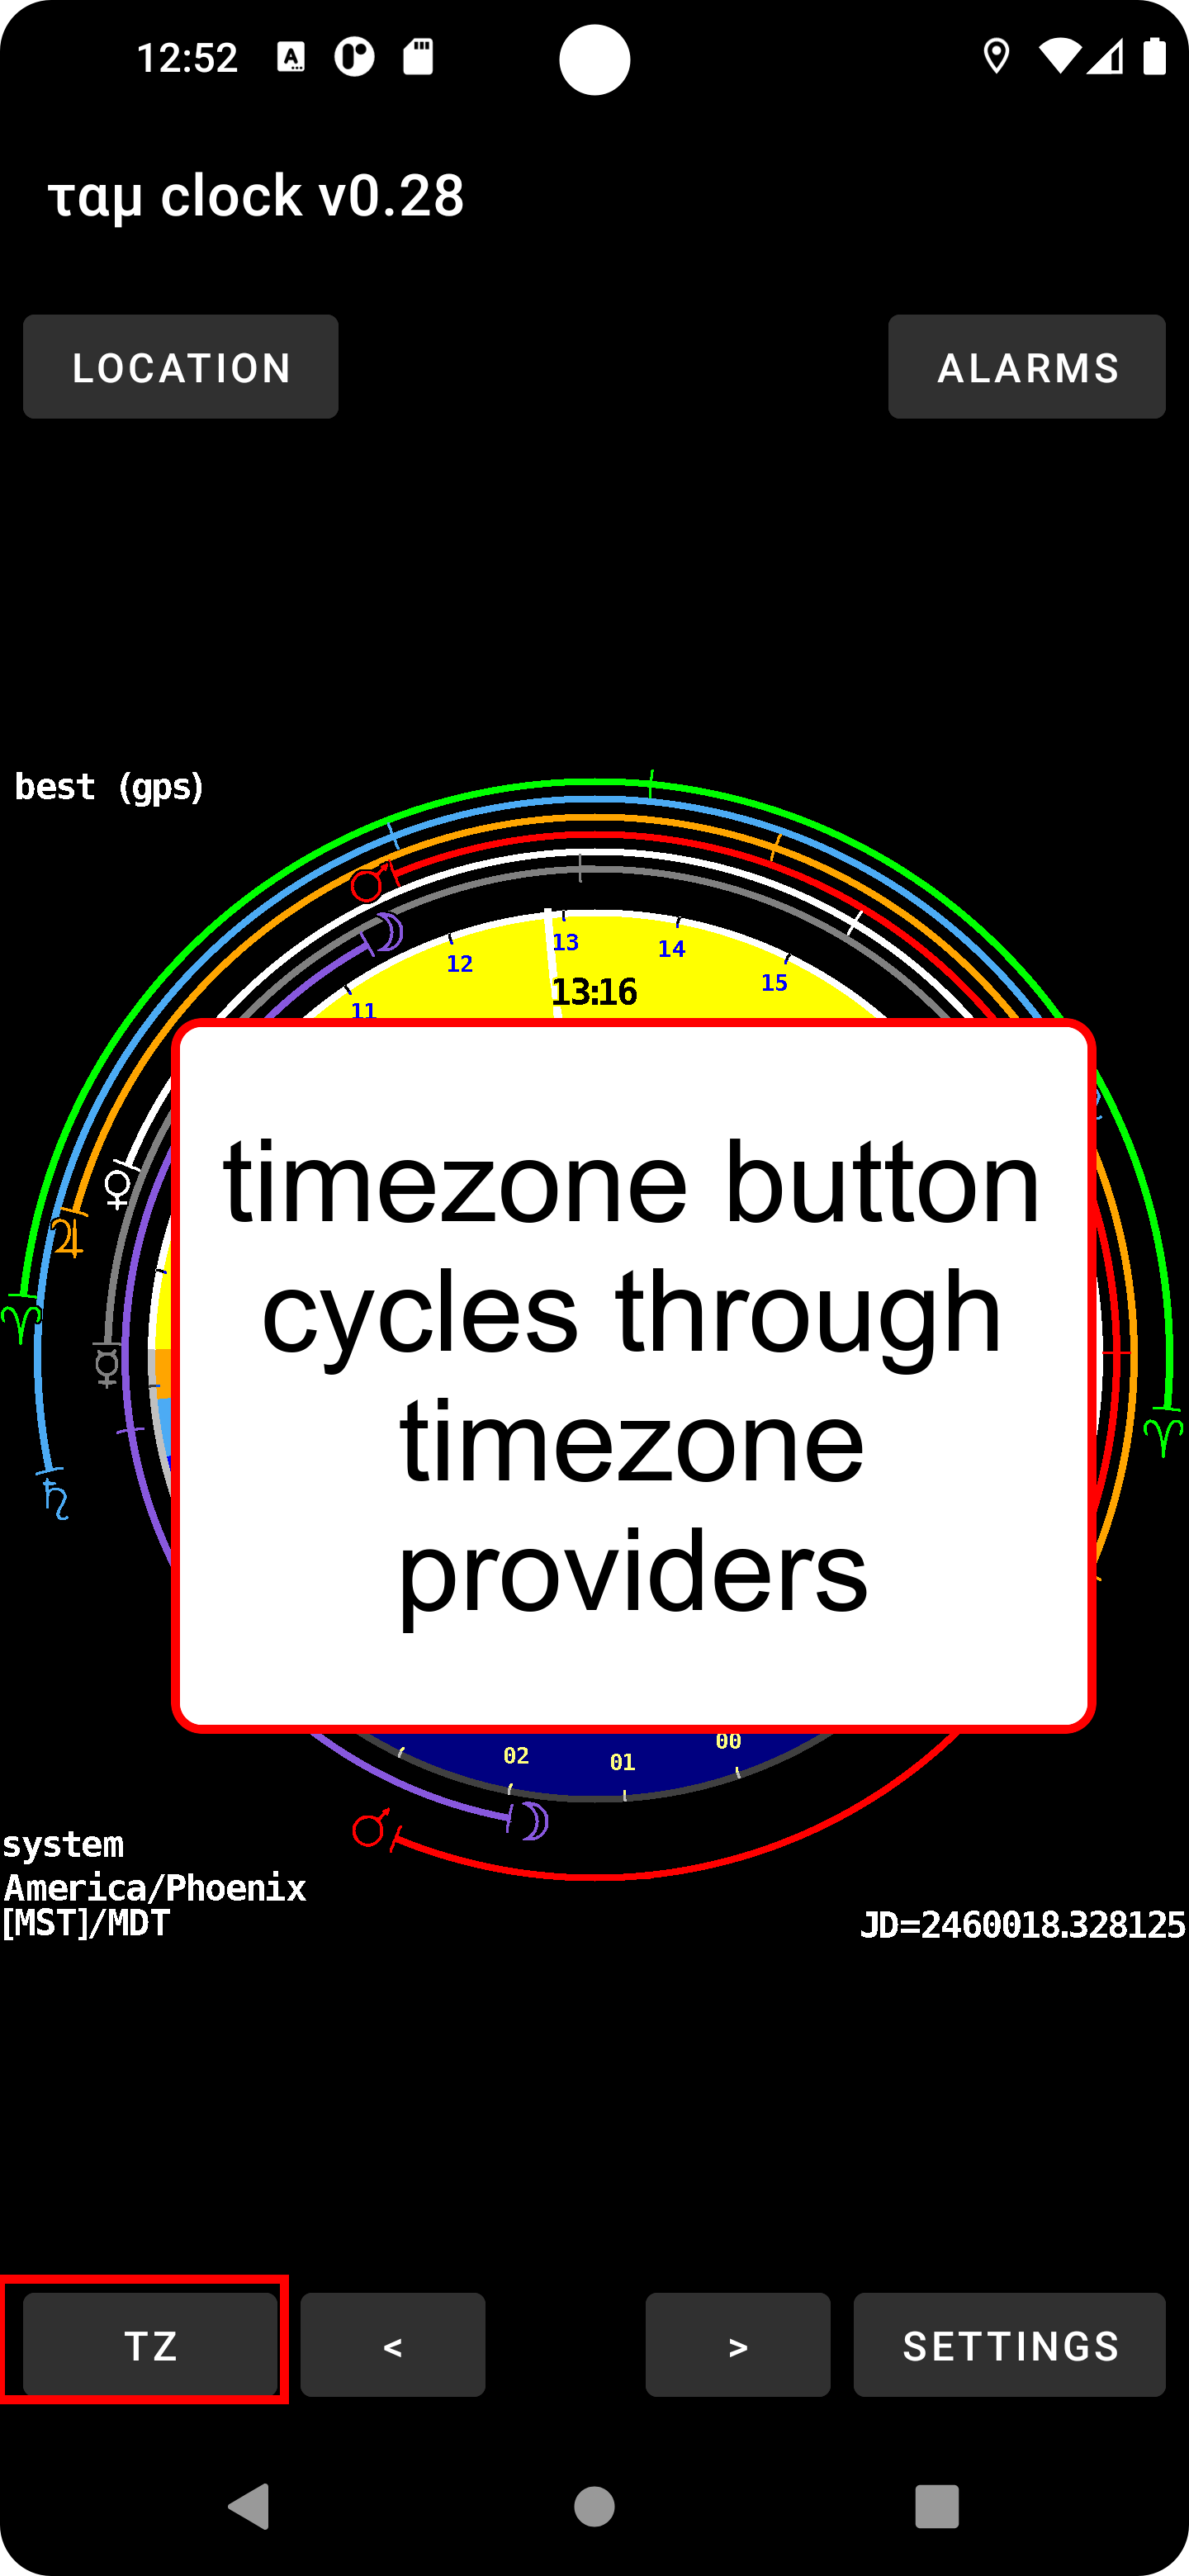 12:52
ταμ clock v0.28
LOCATION
ALARMS
best (gps)
11
12
13
14
15
13:16
timezone button
cycles through
timezone
providers
02
01
00
system
America/Phoenix
[MST]/MDT
JD=2460018.328125
TZ
<
>
SETTINGS